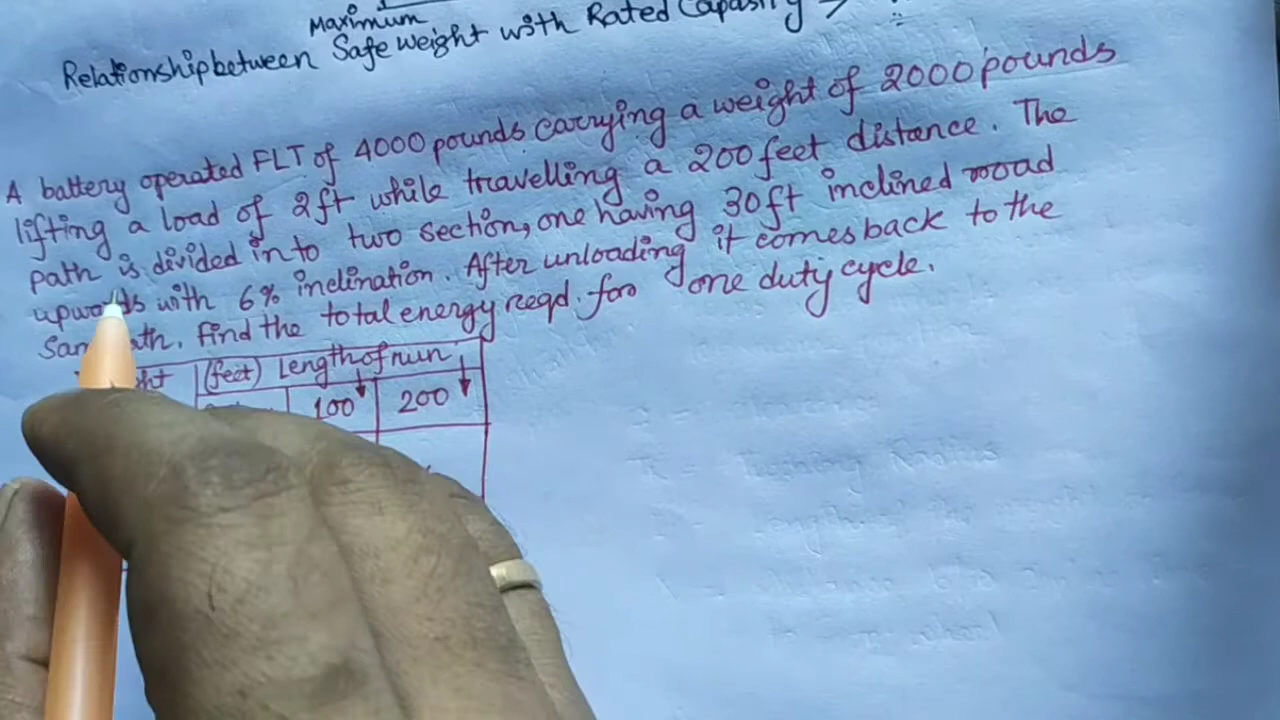 Maximum
Relationship between Safe weight with Rated Capasity →
A battery operated FLT of 4000 pounds carrying a weight of 2000 pounds
lifting a load of 2ft while travelling a 200 feet distance. The
path is divided in to two section, one having 30ft inclined road
upwards with 6% inclination. After unloading it comes back to the
path. Find the total energy reqd. for one duty cycle.
(feet) Length of run
100 200